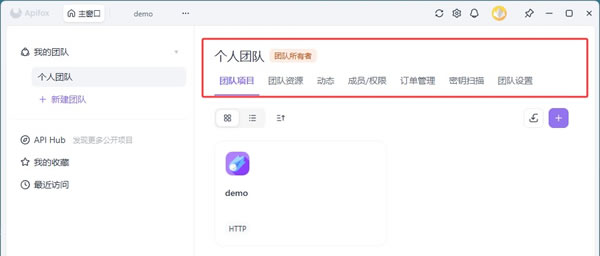 Apifox 主窗口 demo ···
我的团队
个人团队
+ 新建团队
API Hub 发现更多公开项目
我的收藏
最近访问
个人团队 团队所有者
团队项目 团队资源 动态 成员/权限 订单管理 密钥扫描 团队设置
demo
HTTP